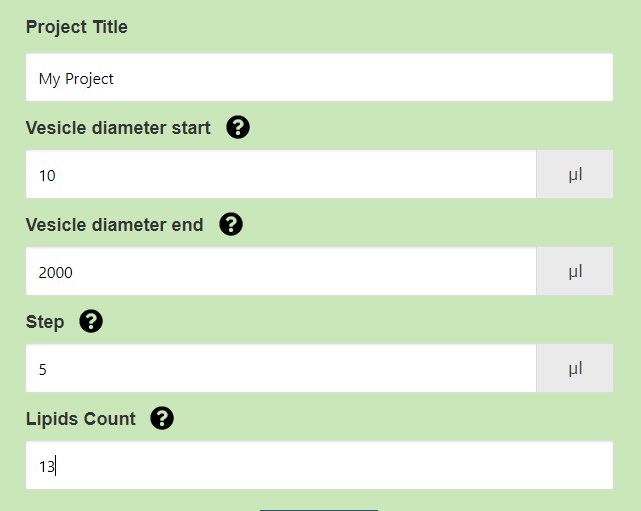 Project Title
My Project
Vesicle diameter start ?
10 µl
Vesicle diameter end ?
2000 µl
Step ?
5 µl
Lipids Count ?
13